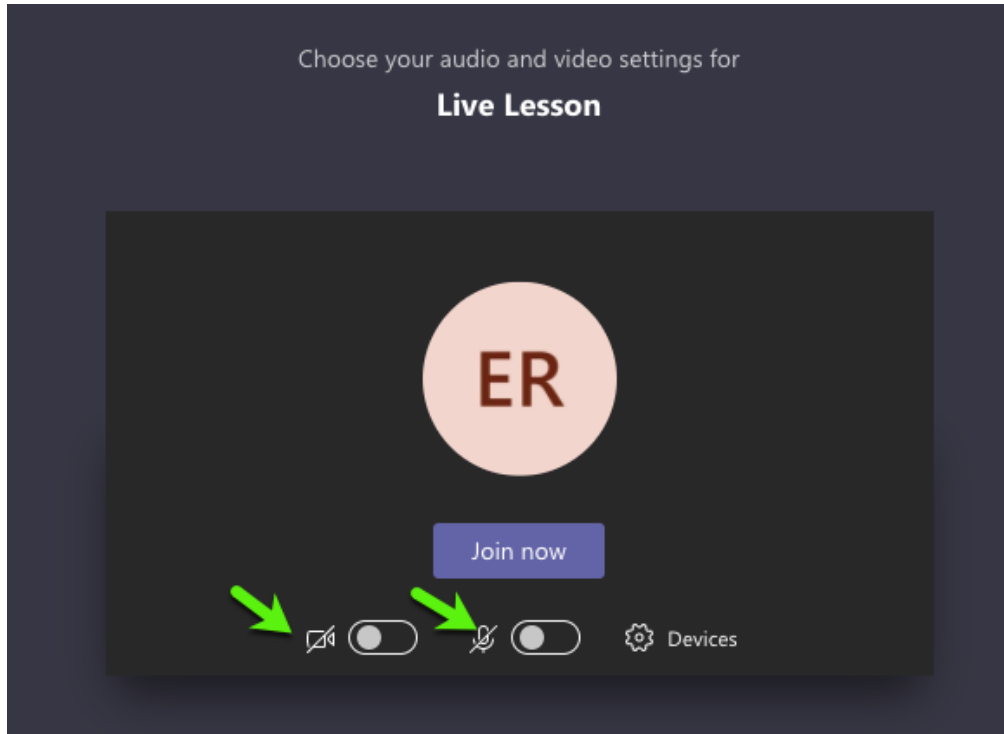 Choose your audio and video settings for
Live Lesson
ER
Join now
Devices